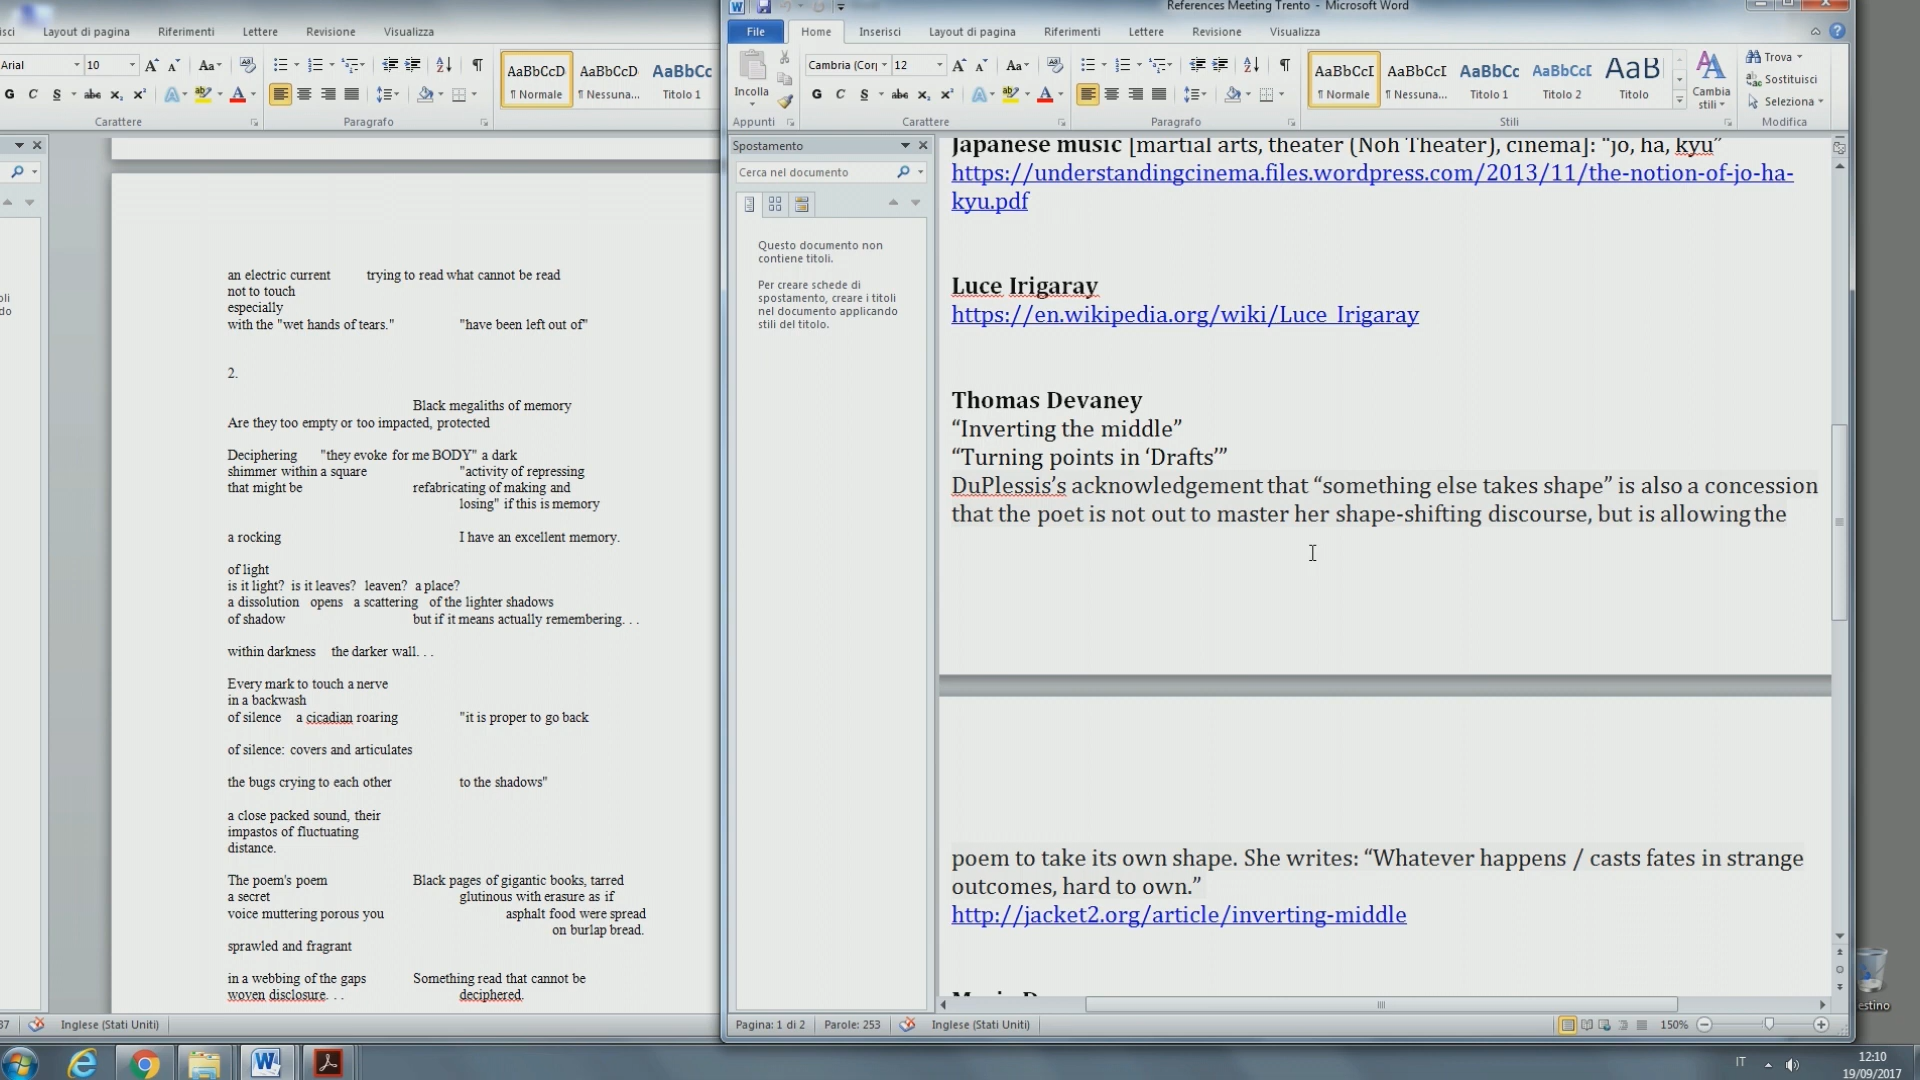 References Meeting Trento - Microsoft Word
Layout di pagina Riferimenti Lettere Revisione Visualizza
File Home Inserisci Layout di pagina Riferimenti Lettere Revisione Visualizza
Arial 10
AaBbCcD AaBbCcD AaBbCc
¶ Normale ¶ Nessuna... Titolo 1
Carattere Paragrafo
Incolla
Appunti
Cambria (Cor 12
Carattere Paragrafo
AaBbCcI AaBbCcI AaBbCc AaBbCcI AaB
¶ Normale ¶ Nessuna... Titolo 1 Titolo 2 Titolo
Cambia stili
Stili
Trova
Sostituisci
Seleziona
Modifica
an electric current trying to read what cannot be read
not to touch
especially
with the "wet hands of tears." "have been left out of"
2.
Black megaliths of memory
Are they too empty or too impacted, protected
Deciphering "they evoke for me BODY" a dark
shimmer within a square "activity of repressing
that might be refabricating of making and
losing" if this is memory
a rocking I have an excellent memory.
of light
is it light? is it leaves? leaven? a place?
a dissolution opens a scattering of the lighter shadows
of shadow but if it means actually remembering. . .
within darkness the darker wall. . .
Every mark to touch a nerve
in a backwash
of silence a cicadian roaring "it is proper to go back
of silence: covers and articulates
the bugs crying to each other to the shadows"
a close packed sound, their
impastos of fluctuating
distance.
The poem's poem Black pages of gigantic books, tarred
a secret glutinous with erasure as if
voice muttering porous you asphalt food were spread
on burlap bread.
sprawled and fragrant
in a webbing of the gaps Something read that cannot be
woven disclosure. . . deciphered.
Inglese (Stati Uniti)
Spostamento
Cerca nel documento
Questo documento non
contiene titoli.
Per creare schede di
spostamento, creare i titoli
nel documento applicando
stili del titolo.
Japanese music [martial arts, theater (Noh Theater), cinema]: “jo, ha, kyu”
https://understandingcinema.files.wordpress.com/2013/11/the-notion-of-jo-ha-
kyu.pdf
Luce Irigaray
https://en.wikipedia.org/wiki/Luce_Irigaray
Thomas Devaney
“Inverting the middle”
“Turning points in ‘Drafts’”
DuPlessis’s acknowledgement that “something else takes shape” is also a concession
that the poet is not out to master her shape-shifting discourse, but is allowing the
poem to take its own shape. She writes: “Whatever happens / casts fates in strange
outcomes, hard to own.”
http://jacket2.org/article/inverting-middle
Pagina: 1 di 2 Parole: 253 Inglese (Stati Uniti) 150%
estino
IT 12:10
19/09/2017